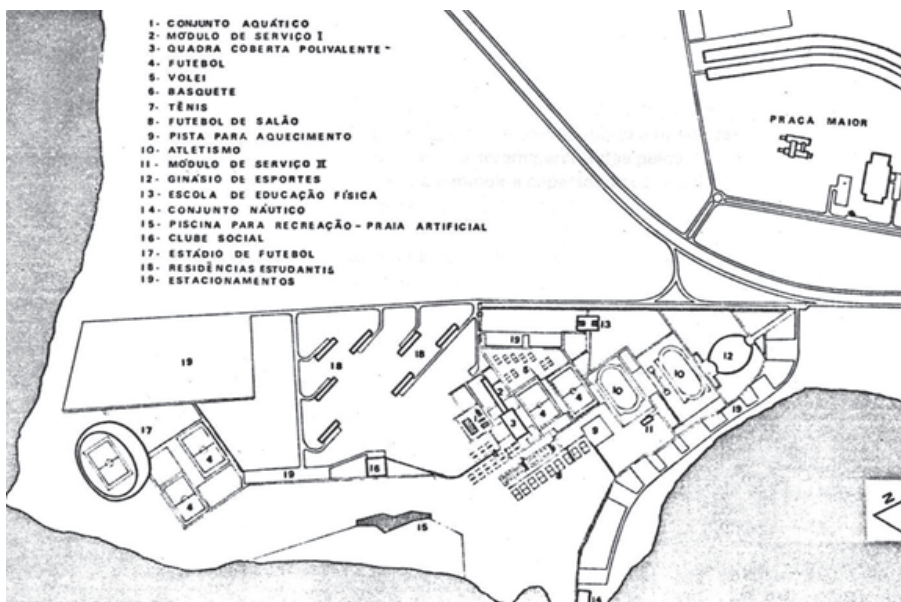 1- CONJUNTO AQUÁTICO
2- MÓDULO DE SERVIÇO I
3- QUADRA COBERTA POLIVALENTE
4- FUTEBOL
5- VOLEI
6- BASQUETE
7- TÊNIS
8- FUTEBOL DE SALÃO
9- PISTA PARA AQUECIMENTO
10- ATLETISMO
11- MÓDULO DE SERVIÇO II
12- GINÁSIO DE ESPORTES
13- ESCOLA DE EDUCAÇÃO FÍSICA
14- CONJUNTO NÁUTICO
15- PISCINA PARA RECREAÇÃO - PRAIA ARTIFICIAL
16- CLUBE SOCIAL
17- ESTÁDIO DE FUTEBOL
18- RESIDÊNCIAS ESTUDANTIS
19- ESTACIONAMENTOS
PRAÇA MAIOR
13
19
19
18
18
12
10
10
4
4
2
3
9
11
19
17
4
4
19
16
15
14
N